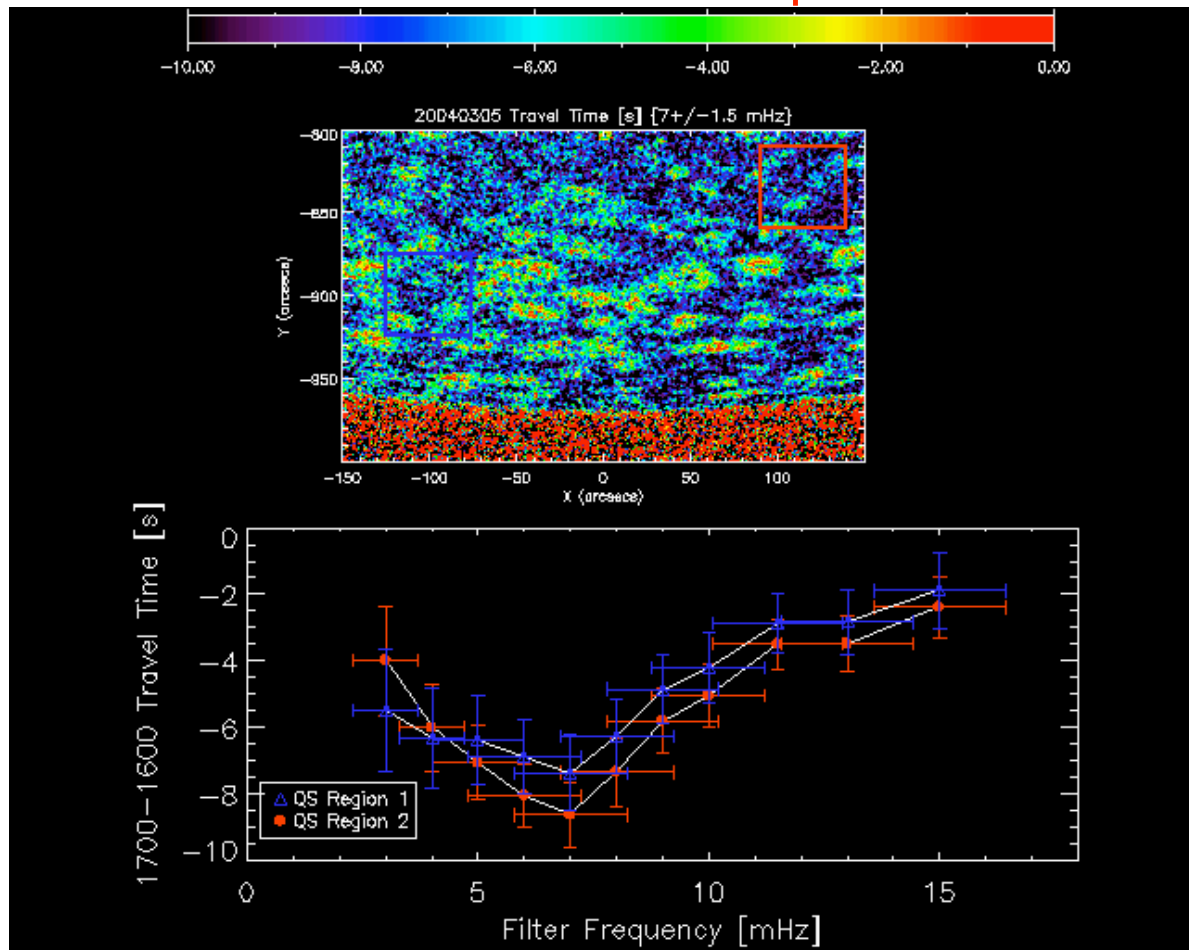 -10.00 -8.00 -6.00 -4.00 -2.00 0.00
20040305 Travel Time [s] {7+/-1.5 mHz}
-800
-850
-900
-950
Y (arcsecs)
-150 -100 -50 0 50 100
X (arcsecs)
1700-1600 Travel Time [s]
0
-2
-4
-6
-8
-10
QS Region 1
QS Region 2
0 5 10 15
Filter Frequency [mHz]